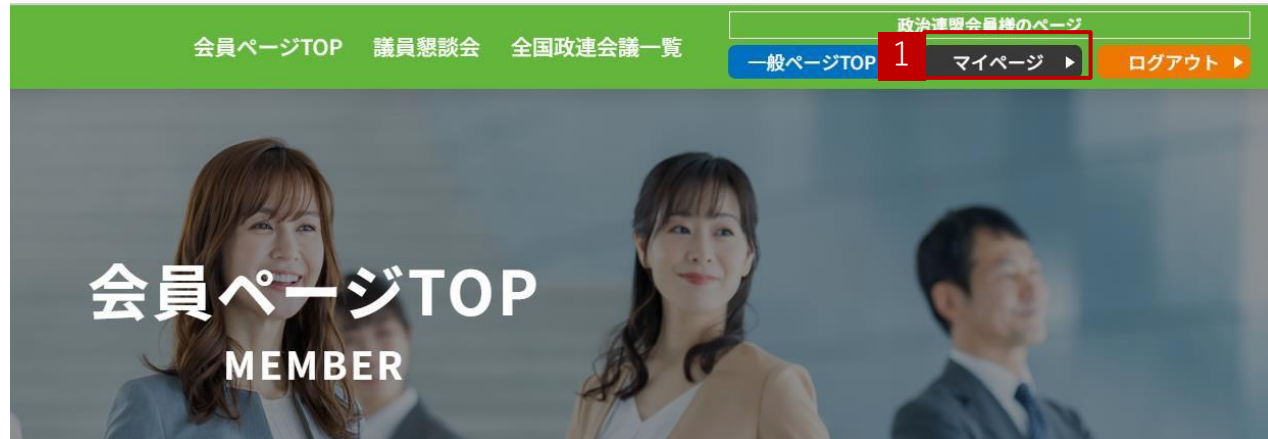 政治連盟会員様のページ
会員ページTOP 議員懇談会 全国政連会議一覧
一般ページTOP 1 マイページ ▶ ログアウト ▶
会員ページTOP
MEMBER